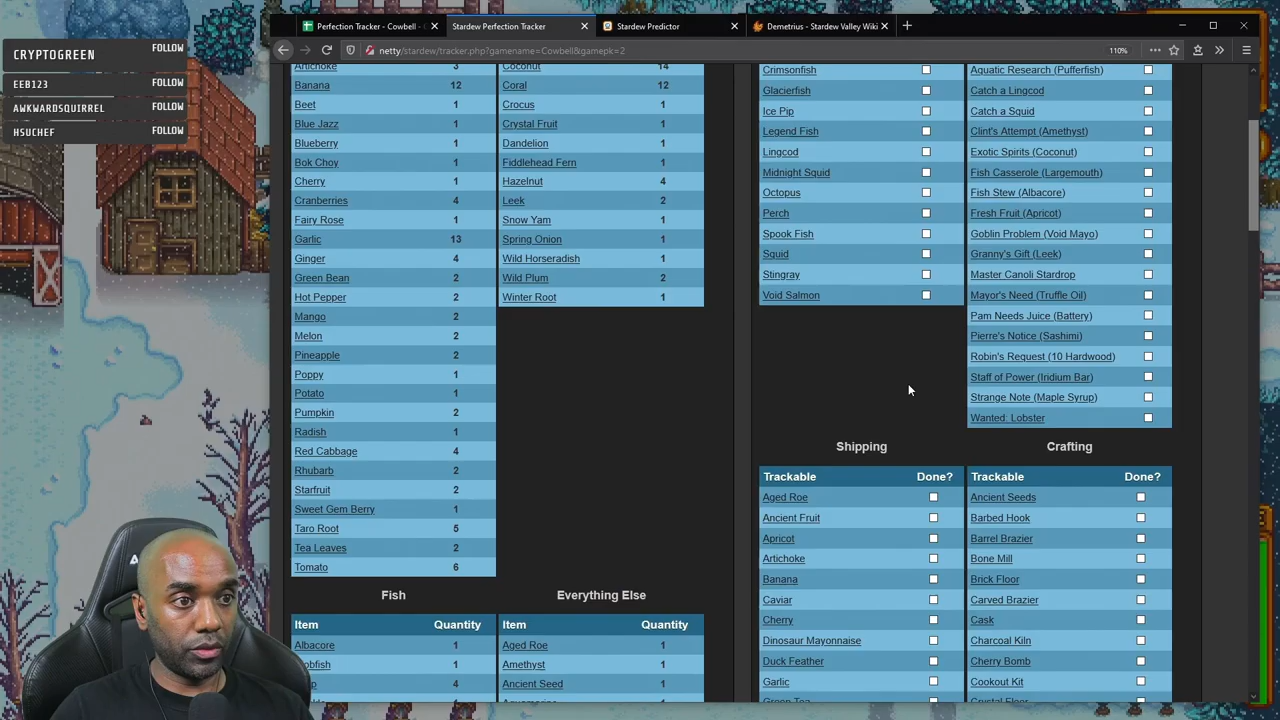 CRYPTOGREEN FOLLOW
EEB123 FOLLOW
AWKWARDSQUIRREL FOLLOW
HSUCHEF FOLLOW
Perfection Tracker - Cowbell -
Stardew Perfection Tracker
Stardew Predictor
Demetrius - Stardew Valley Wiki
netty/stardew/tracker.php?gamename=Cowbell&gamepk=2
110%
Artichoke 3
Banana 12
Beet 1
Blue Jazz 1
Blueberry 1
Bok Choy 1
Cherry 1
Cranberries 4
Fairy Rose 1
Garlic 13
Ginger 4
Green Bean 2
Hot Pepper 2
Mango 2
Melon 2
Pineapple 2
Poppy 1
Potato 1
Pumpkin 2
Radish 1
Red Cabbage 4
Rhubarb 2
Starfruit 2
Sweet Gem Berry 1
Taro Root 5
Tea Leaves 2
Tomato 6
Coconut 14
Coral 12
Crocus 1
Crystal Fruit 1
Dandelion 1
Fiddlehead Fern 1
Hazelnut 4
Leek 2
Snow Yam 1
Spring Onion 1
Wild Horseradish 1
Wild Plum 2
Winter Root 1
Fish
Item Quantity
Albacore 1
1
4
Everything Else
Item Quantity
Aged Roe 1
Amethyst 1
Ancient Seed 1
Crimsonfish
Glacierfish
Ice Pip
Legend Fish
Lingcod
Midnight Squid
Octopus
Perch
Spook Fish
Squid
Stingray
Void Salmon
Aquatic Research (Pufferfish)
Catch a Lingcod
Catch a Squid
Clint's Attempt (Amethyst)
Exotic Spirits (Coconut)
Fish Casserole (Largemouth)
Fish Stew (Albacore)
Fresh Fruit (Apricot)
Goblin Problem (Void Mayo)
Granny's Gift (Leek)
Master Canoli Stardrop
Mayor's Need (Truffle Oil)
Pam Needs Juice (Battery)
Pierre's Notice (Sashimi)
Robin's Request (10 Hardwood)
Staff of Power (Iridium Bar)
Strange Note (Maple Syrup)
Wanted: Lobster
Shipping
Trackable Done?
Aged Roe
Ancient Fruit
Apricot
Artichoke
Banana
Caviar
Cherry
Dinosaur Mayonnaise
Duck Feather
Garlic
Green Tea
Crafting
Trackable Done?
Ancient Seeds
Barbed Hook
Barrel Brazier
Bone Mill
Brick Floor
Carved Brazier
Cask
Charcoal Kiln
Cherry Bomb
Cookout Kit
Crystal Floor